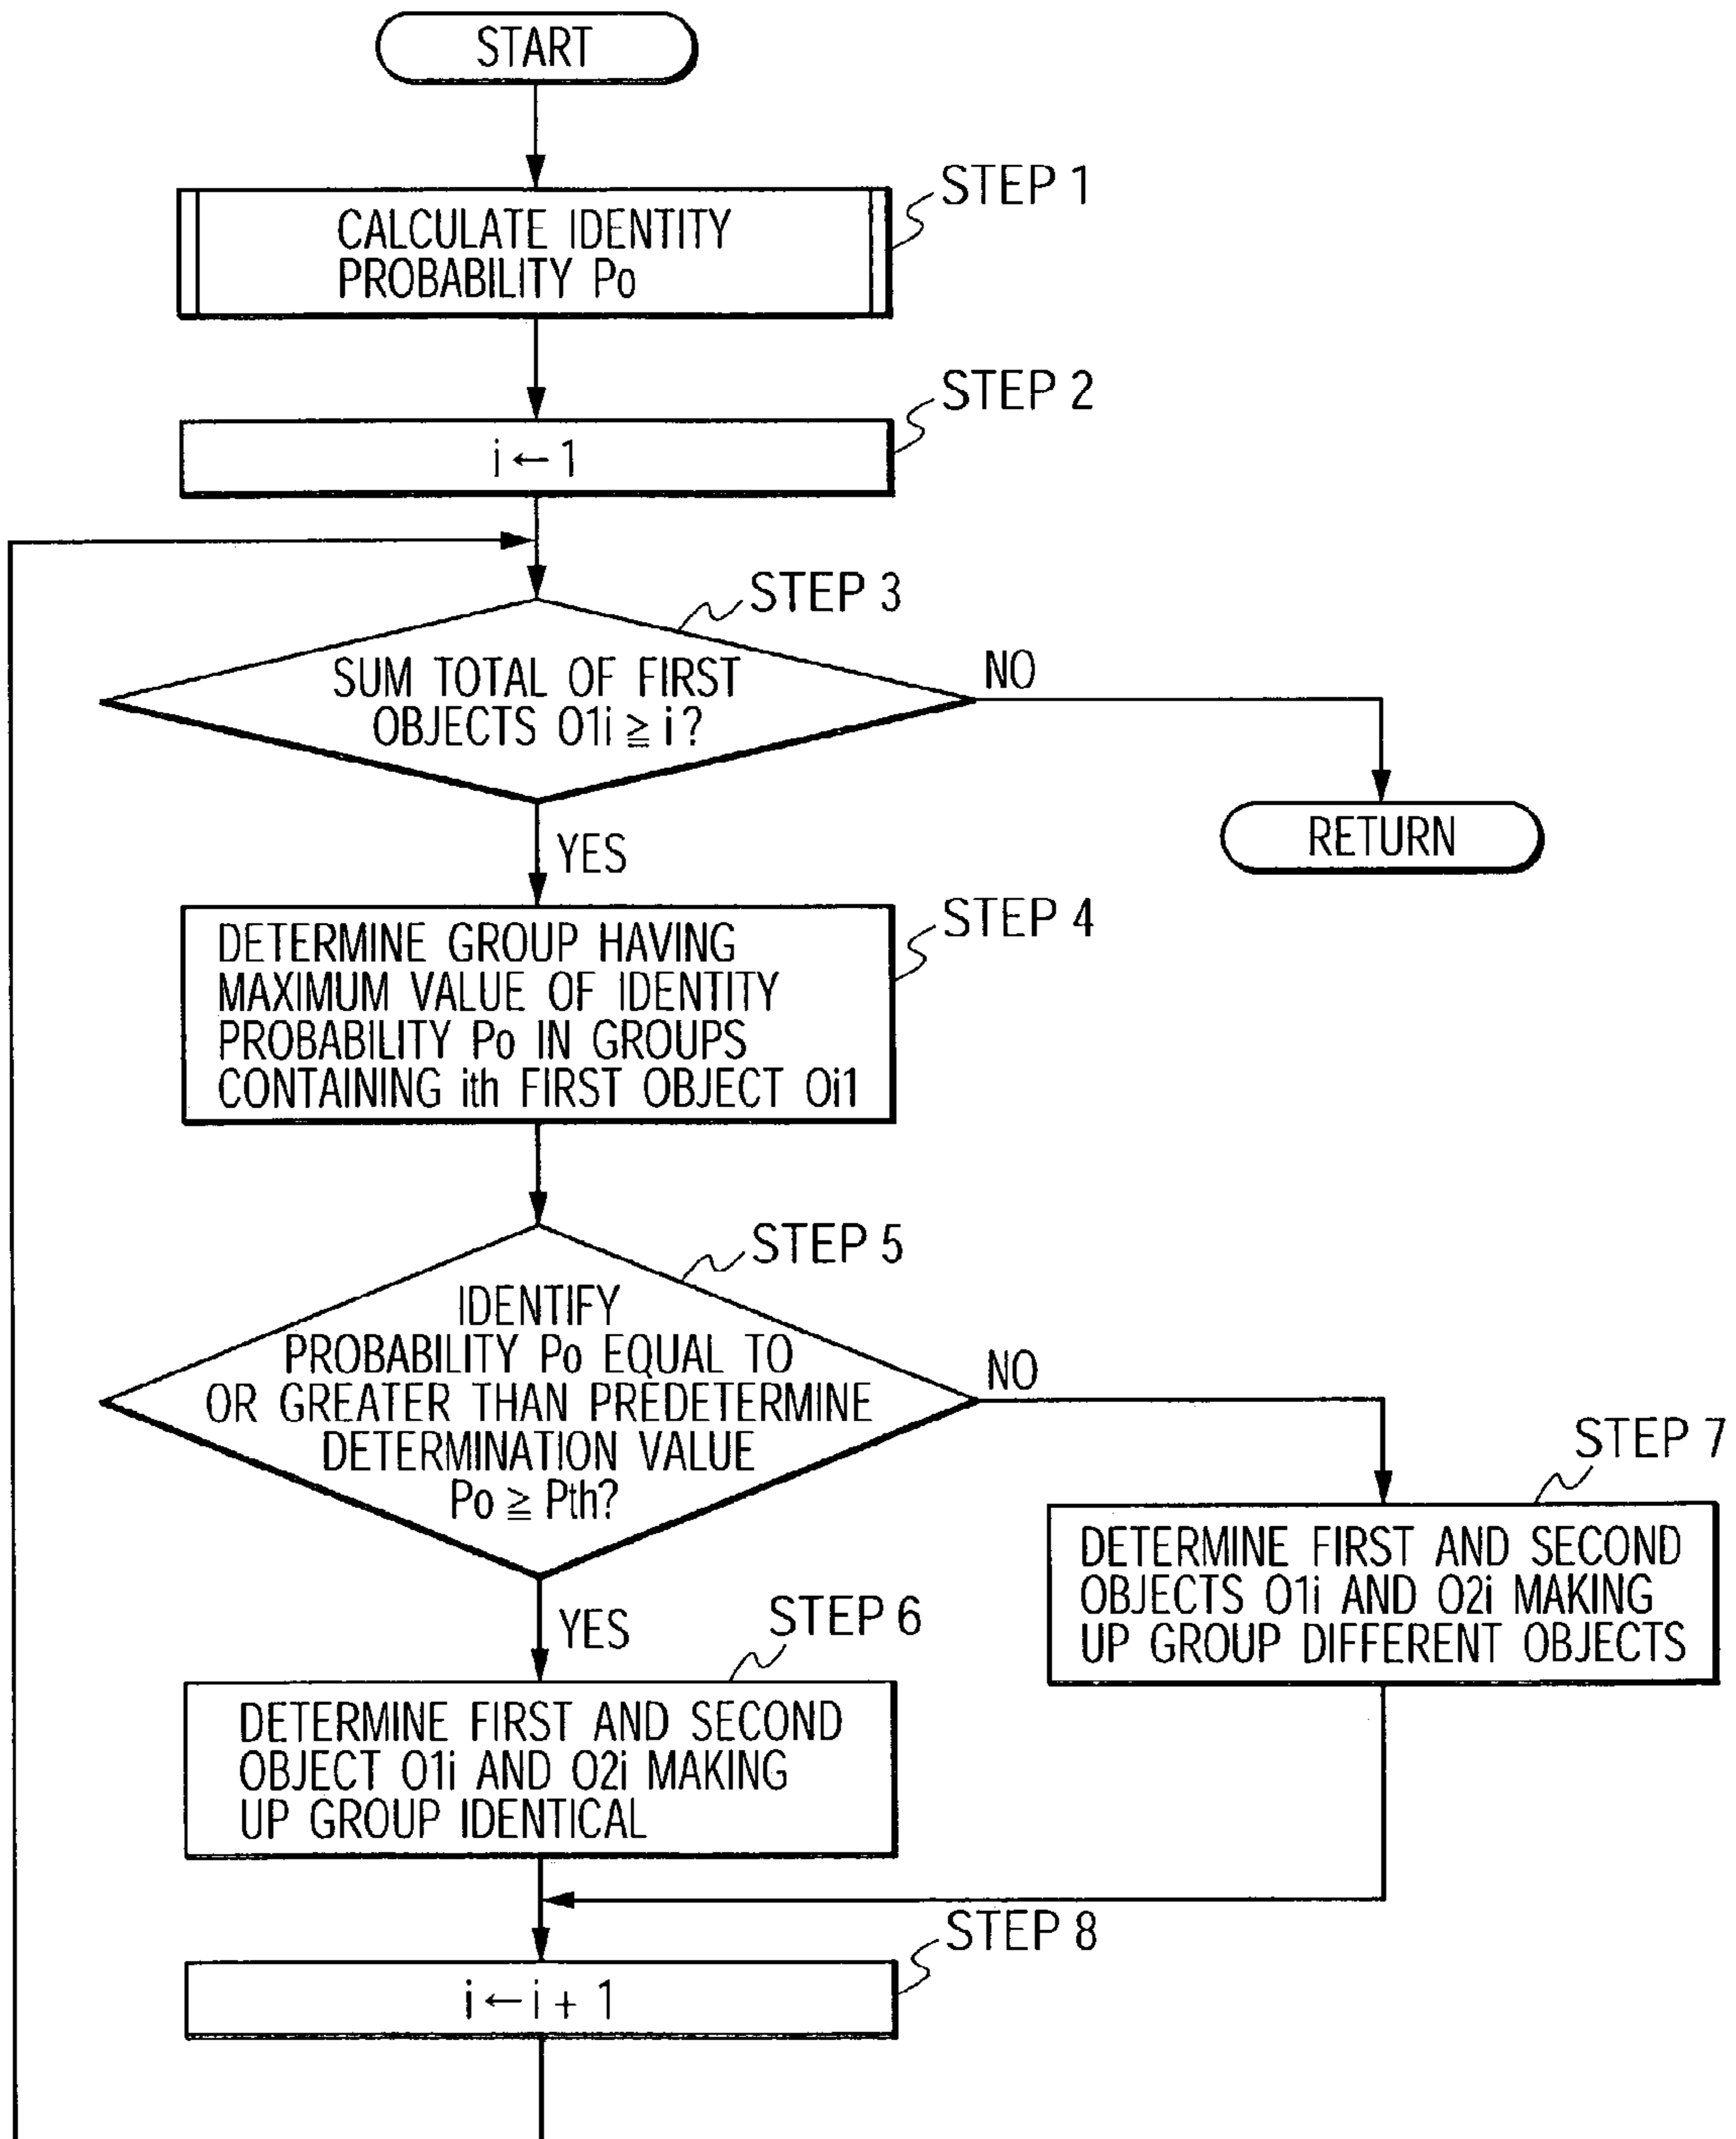 START
STEP 1
CALCULATE IDENTITY
PROBABILITY Po
STEP 2
i ← 1
STEP 3
SUM TOTAL OF FIRST
OBJECTS O1i ≧ i?
NO
RETURN
YES
STEP 4
DETERMINE GROUP HAVING
MAXIMUM VALUE OF IDENTITY
PROBABILITY Po IN GROUPS
CONTAINING ith FIRST OBJECT Oi1
STEP 5
IDENTIFY
PROBABILITY Po EQUAL TO
OR GREATER THAN PREDETERMINE
DETERMINATION VALUE
Po ≧ Pth?
NO
STEP 7
DETERMINE FIRST AND SECOND
OBJECTS O1i AND O2i MAKING
UP GROUP DIFFERENT OBJECTS
YES
STEP 6
DETERMINE FIRST AND SECOND
OBJECT O1i AND O2i MAKING
UP GROUP IDENTICAL
STEP 8
i ← i + 1